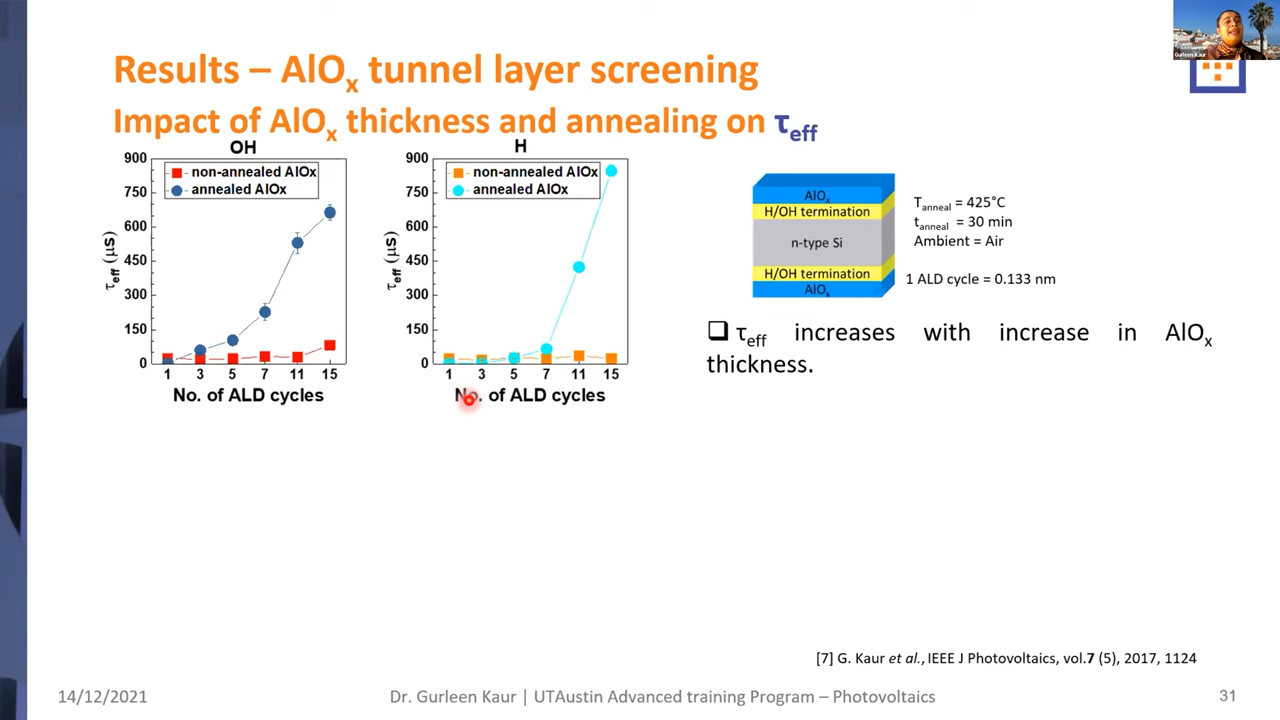 Gurleen Kaur
Results – AlOx tunnel layer screening
Impact of AlOx thickness and annealing on τeff
OH
900
750
600
450
300
150
0
τeff (µs)
non-annealed AlOx
annealed AlOx
1 3 5 7 11 15
No. of ALD cycles
H
900
750
600
450
300
150
0
τeff (µs)
non-annealed AlOx
annealed AlOx
1 3 5 7 11 15
No. of ALD cycles
AlOx
H/OH termination
n-type Si
H/OH termination
AlOx
Tanneal = 425°C
tanneal = 30 min
Ambient = Air
1 ALD cycle = 0.133 nm
❑ τeff increases with increase in AlOx
thickness.
[7] G. Kaur et al., IEEE J Photovoltaics, vol.7 (5), 2017, 1124
14/12/2021
Dr. Gurleen Kaur | UTAustin Advanced training Program – Photovoltaics
31